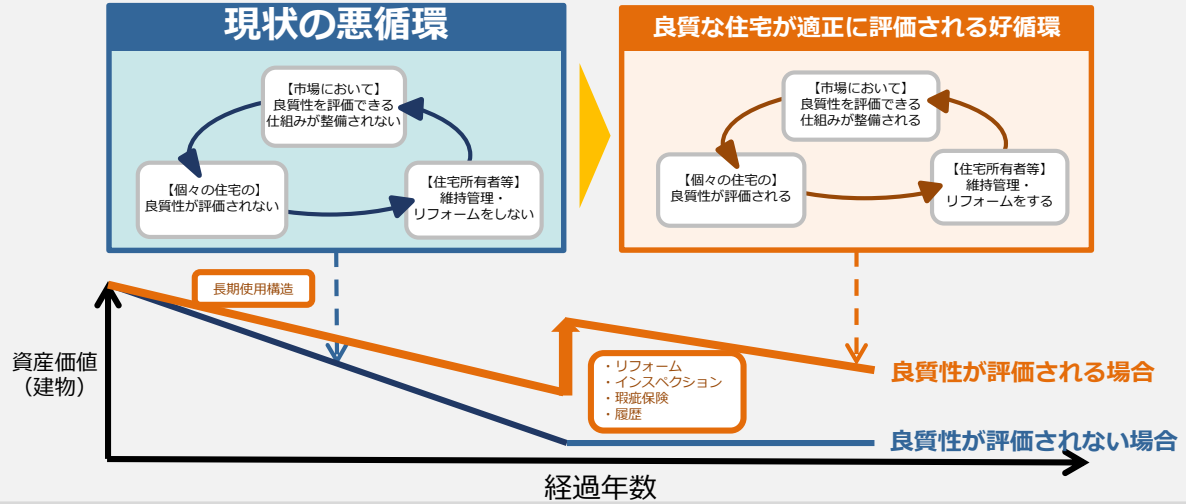 現状の悪循環
【市場において】
良質性を評価できる
仕組みが整備されない
【個々の住宅の】
良質性が評価されない
【住宅所有者等】
維持管理・
リフォームをしない
良質な住宅が適正に評価される好循環
【市場において】
良質性を評価できる
仕組みが整備される
【個々の住宅の】
良質性が評価される
【住宅所有者等】
維持管理・
リフォームをする
長期使用構造
資産価値
（建物）
・リフォーム
・インスペクション
・瑕疵保険
・履歴
良質性が評価される場合
良質性が評価されない場合
経過年数